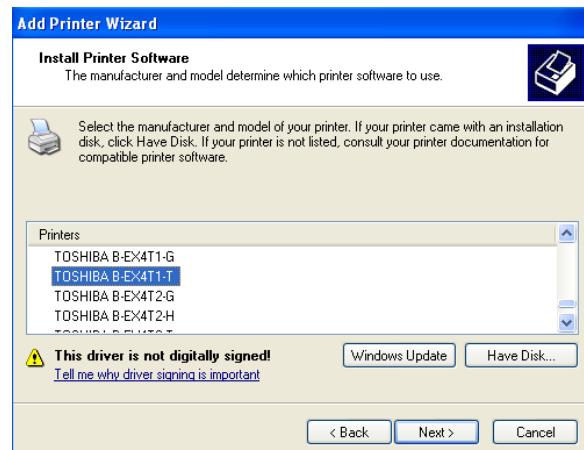 Add Printer Wizard
Install Printer Software
The manufacturer and model determine which printer software to use.
Select the manufacturer and model of your printer. If your printer came with an installation
disk, click Have Disk. If your printer is not listed, consult your printer documentation for
compatible printer software.
Printers
TOSHIBA B-EX4T1-G
TOSHIBA B-EX4T1-T
TOSHIBA B-EX4T2-G
TOSHIBA B-EX4T2-H
This driver is not digitally signed!
Tell me why driver signing is important
Windows Update
Have Disk...
< Back
Next >
Cancel